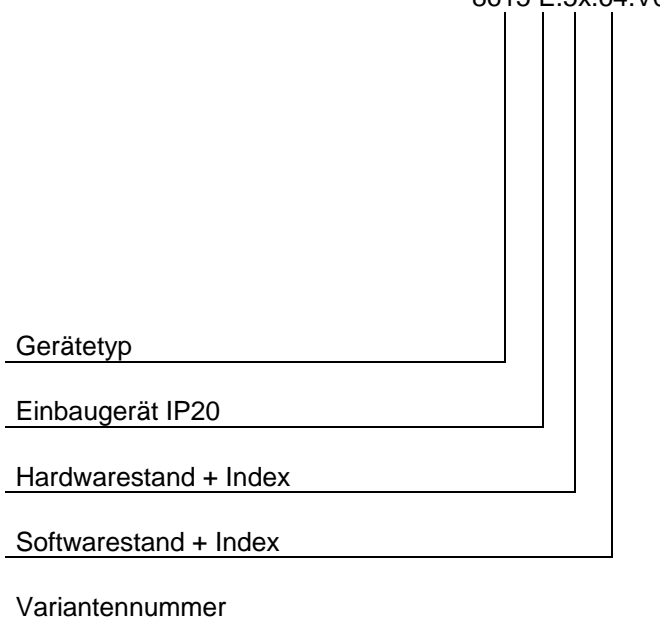 Gerätetyp
Einbaugerät IP20
Hardwarestand + Index
Softwarestand + Index
Variantennummer